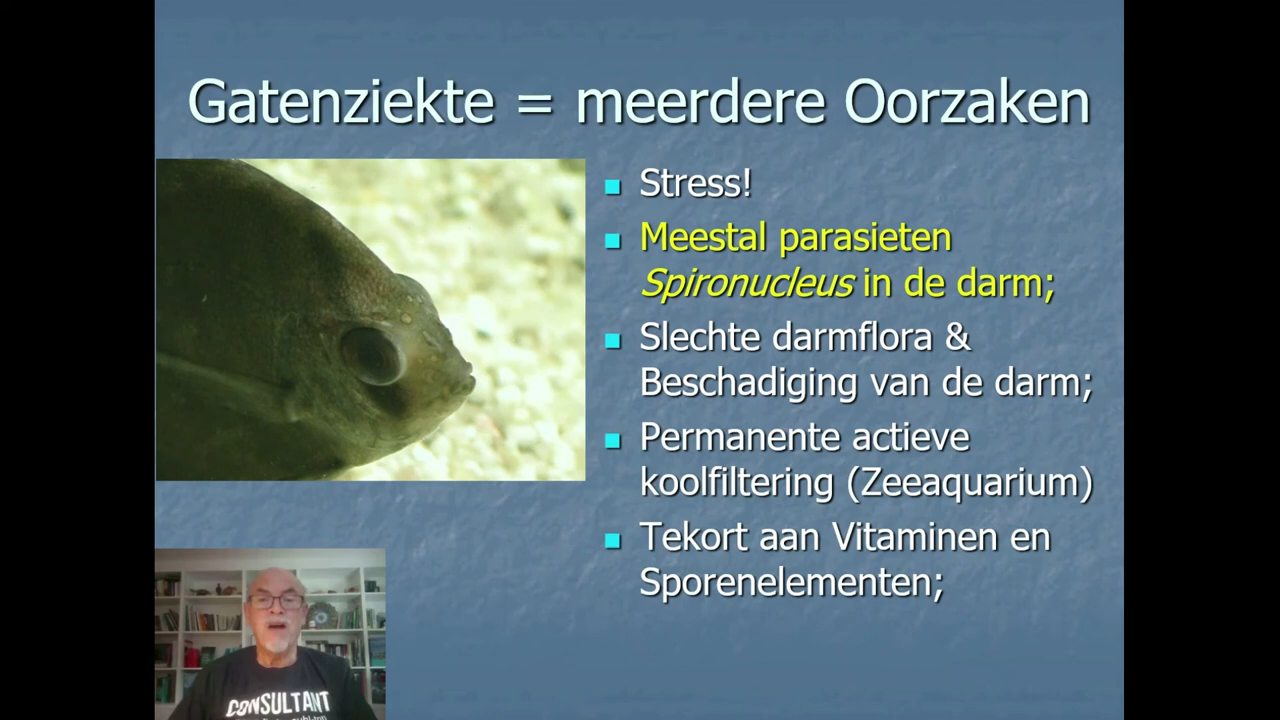 Gatenziekte = meerdere Oorzaken
Stress!
Meestal parasieten
Spironucleus in de darm;
Slechte darmflora &
Beschadiging van de darm;
Permanente actieve
koolfiltering (Zeeaquarium)
Tekort aan Vitaminen en
Sporenelementen;
CONSULTANT